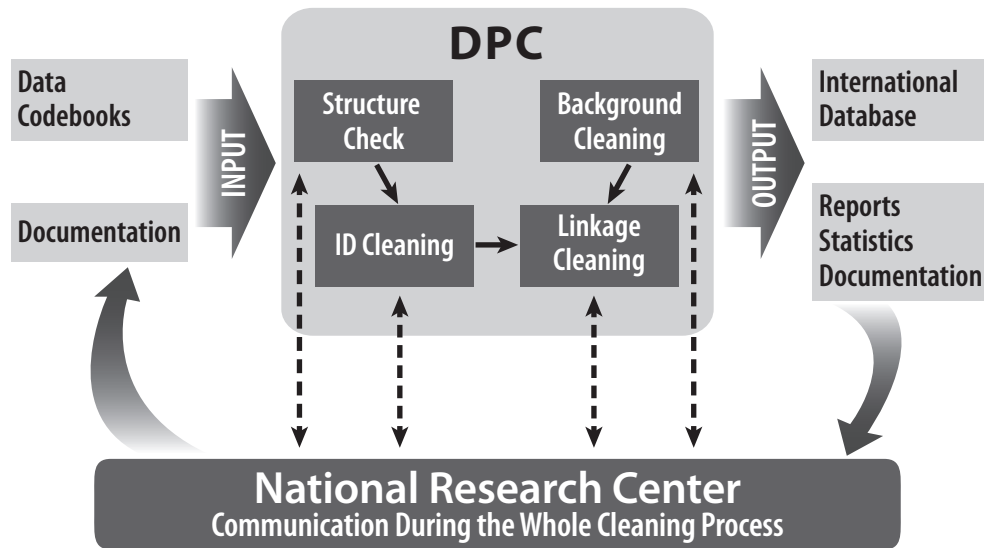 DPC
Data
Codebooks
Documentation
INPUT
Structure
Check
Background
Cleaning
ID Cleaning
Linkage
Cleaning
OUTPUT
International
Database
Reports
Statistics
Documentation
National Research Center
Communication During the Whole Cleaning Process